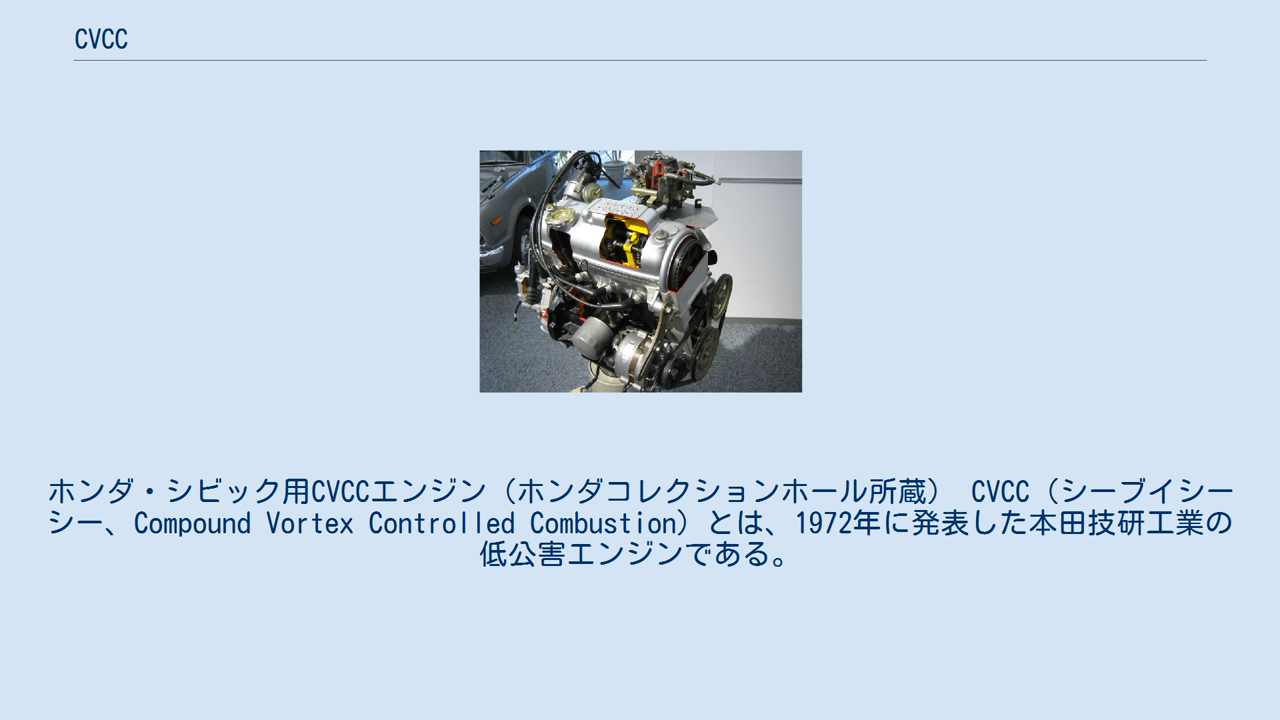 CVCC
ホンダ・シビック用CVCCエンジン（ホンダコレクションホール所蔵） CVCC（シーブイシー
シー、Compound Vortex Controlled Combustion）とは、1972年に発表した本田技研工業の
低公害エンジンである。